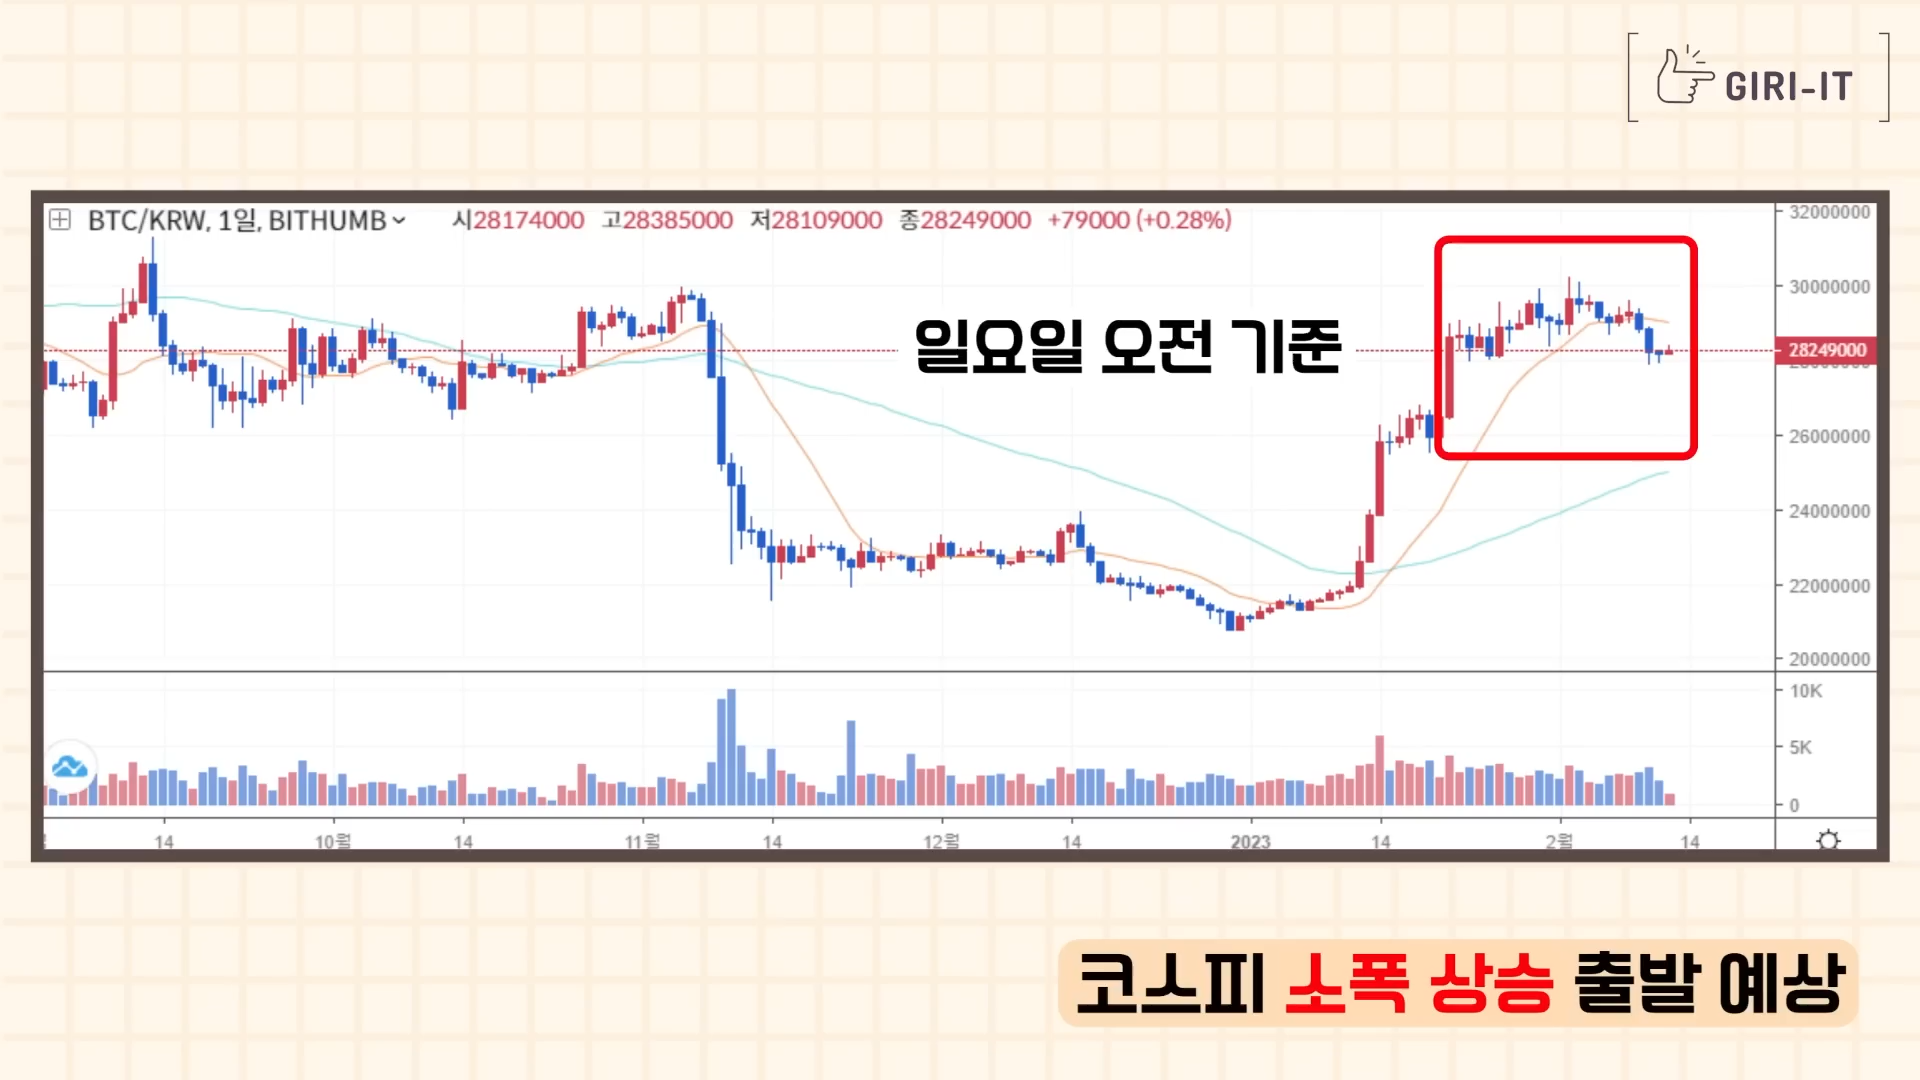 GIRI-IT
BTC/KRW, 1일, BITHUMB 시28174000 고28385000 저28109000 종28249000 +79000 (+0.28%)
32000000
30000000
일요일 오전 기준
28249000
26000000
24000000
22000000
20000000
10K
5K
0
14 10월 14 11월 14 12월 14 2023 14 2월 14
코스피 소폭 상승 출발 예상